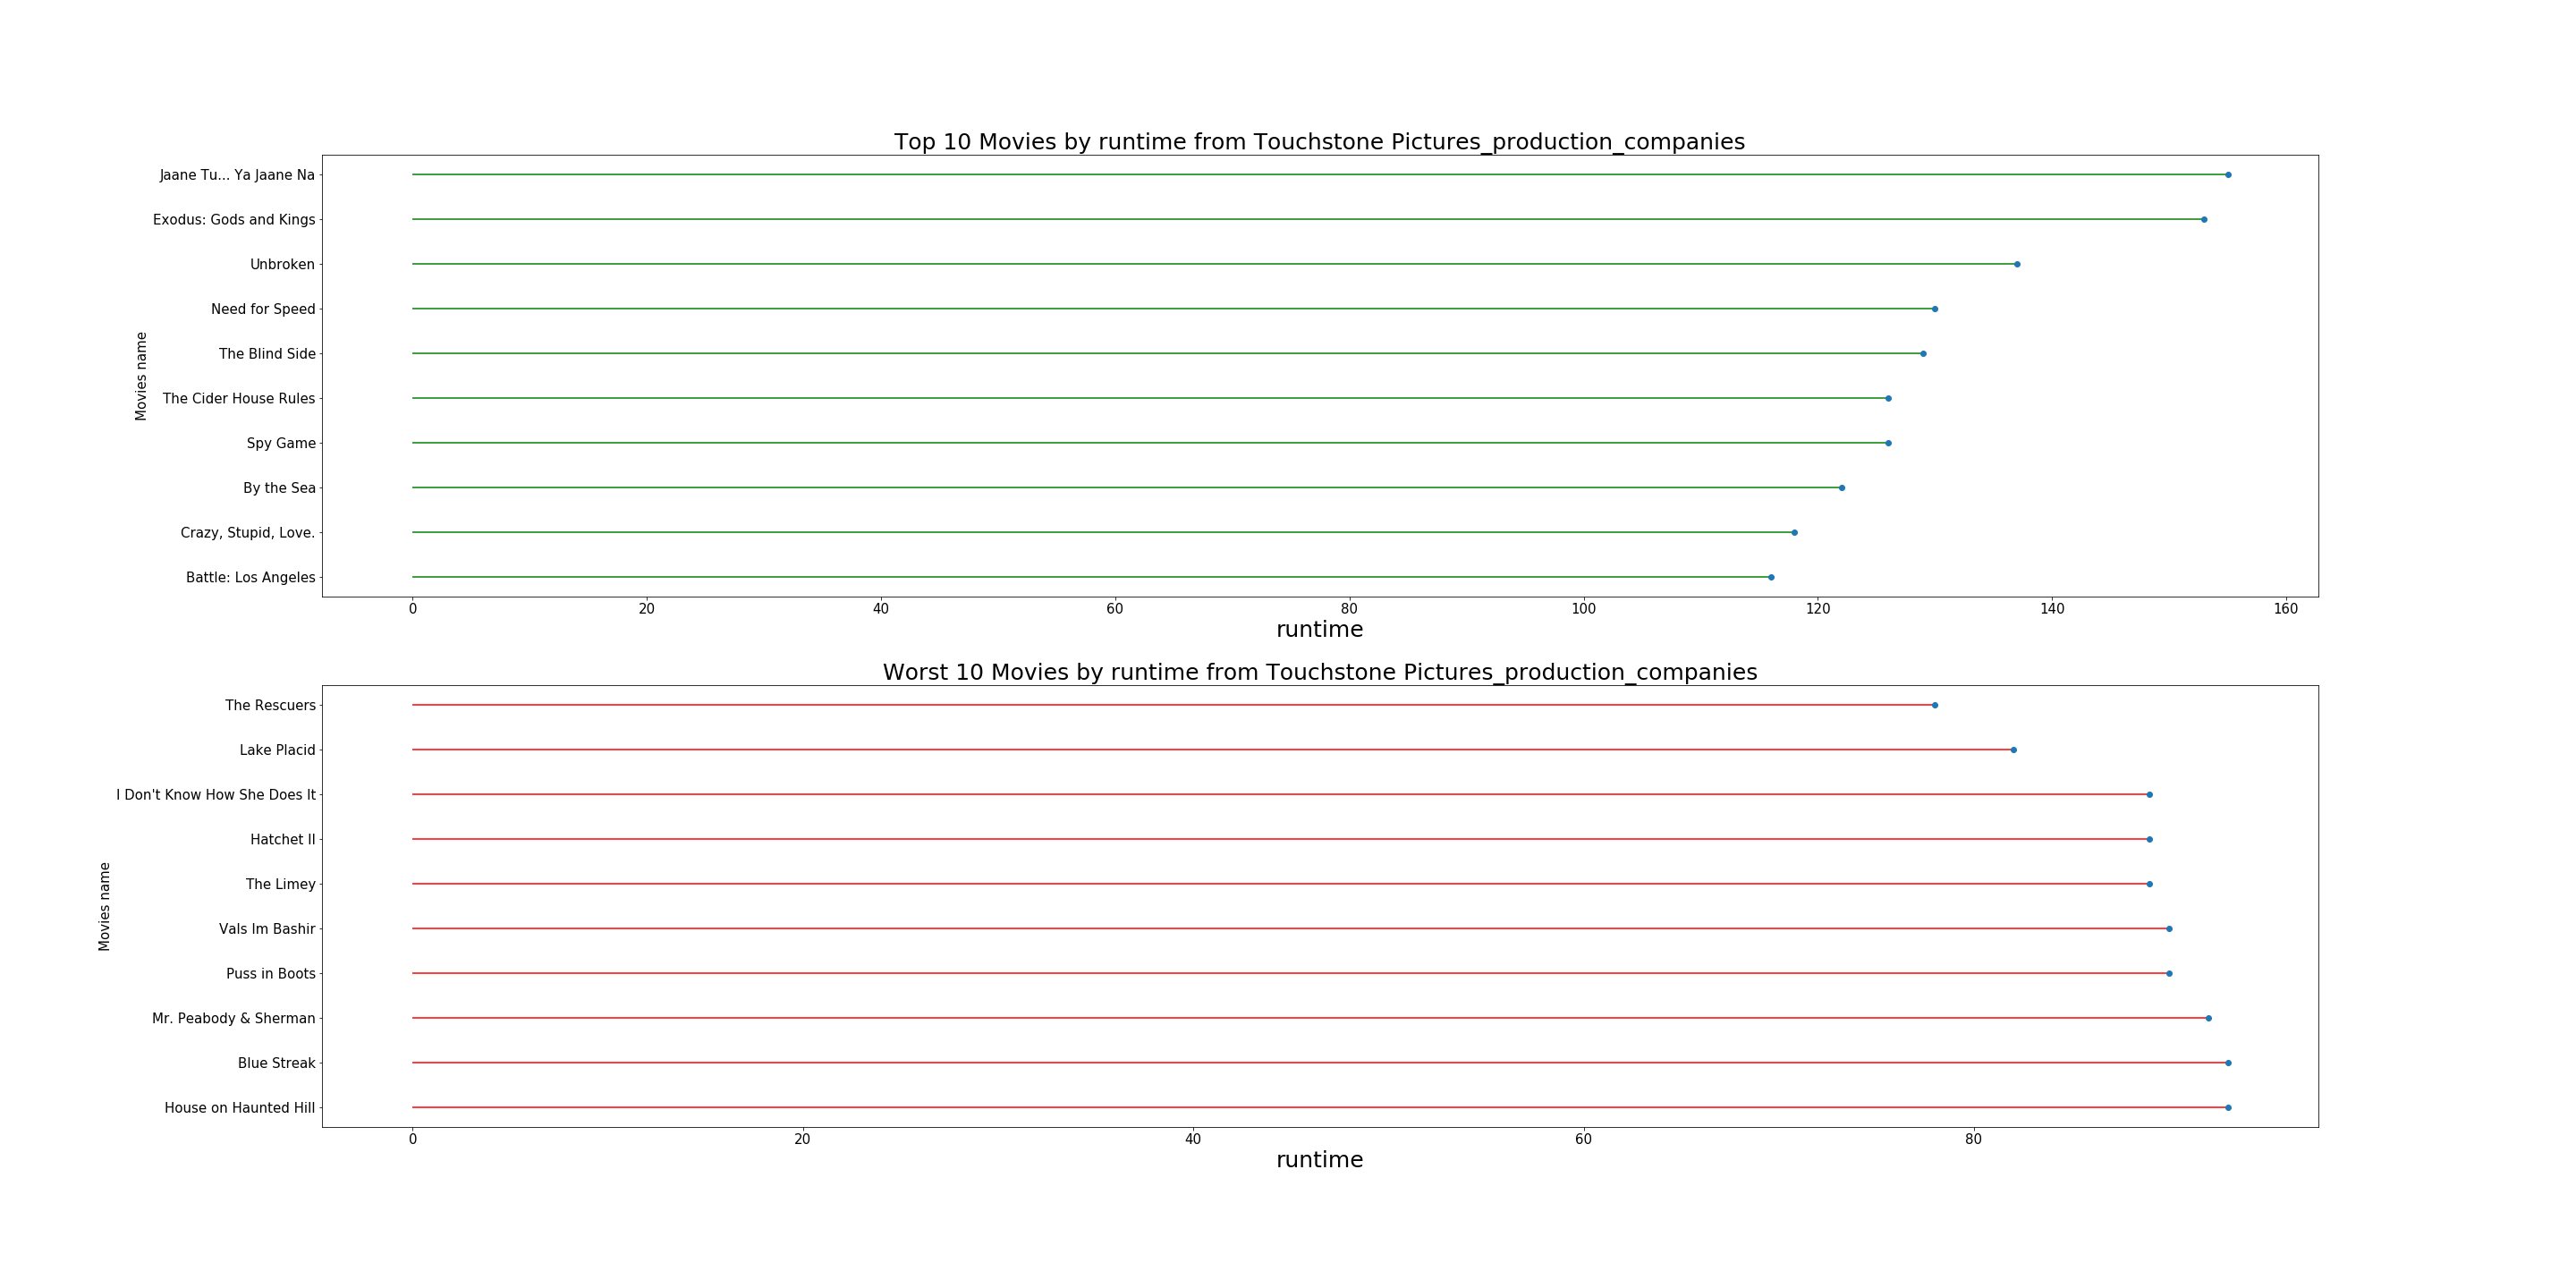 Top 10 Movies by runtime from Touchstone Pictures_production_companies
Movies name
Jaane Tu... Ya Jaane Na
Exodus: Gods and Kings
Unbroken
Need for Speed
The Blind Side
The Cider House Rules
Spy Game
By the Sea
Crazy, Stupid, Love.
Battle: Los Angeles
0 20 40 60 80 100 120 140 160
runtime
Worst 10 Movies by runtime from Touchstone Pictures_production_companies
Movies name
The Rescuers
Lake Placid
I Don't Know How She Does It
Hatchet II
The Limey
Vals Im Bashir
Puss in Boots
Mr. Peabody & Sherman
Blue Streak
House on Haunted Hill
0 20 40 60 80
runtime